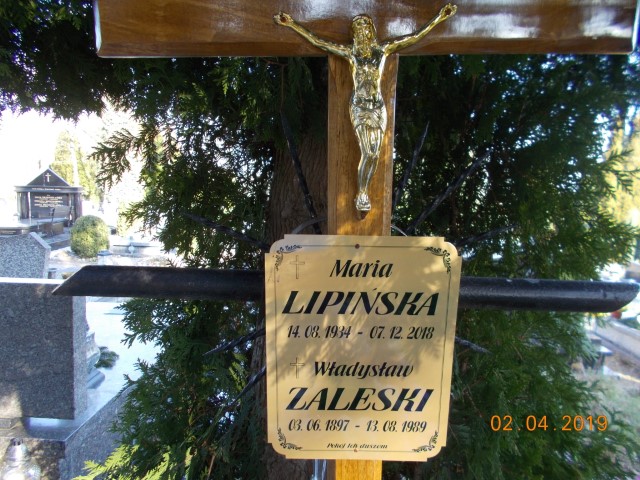 Maria
LIPIŃSKA
14. 08. 1934 - 07. 12. 2018
Władysław
ZALESKI
03. 06. 1897 - 13. 08. 1989
Pokój Ich duszom
02.04.2019